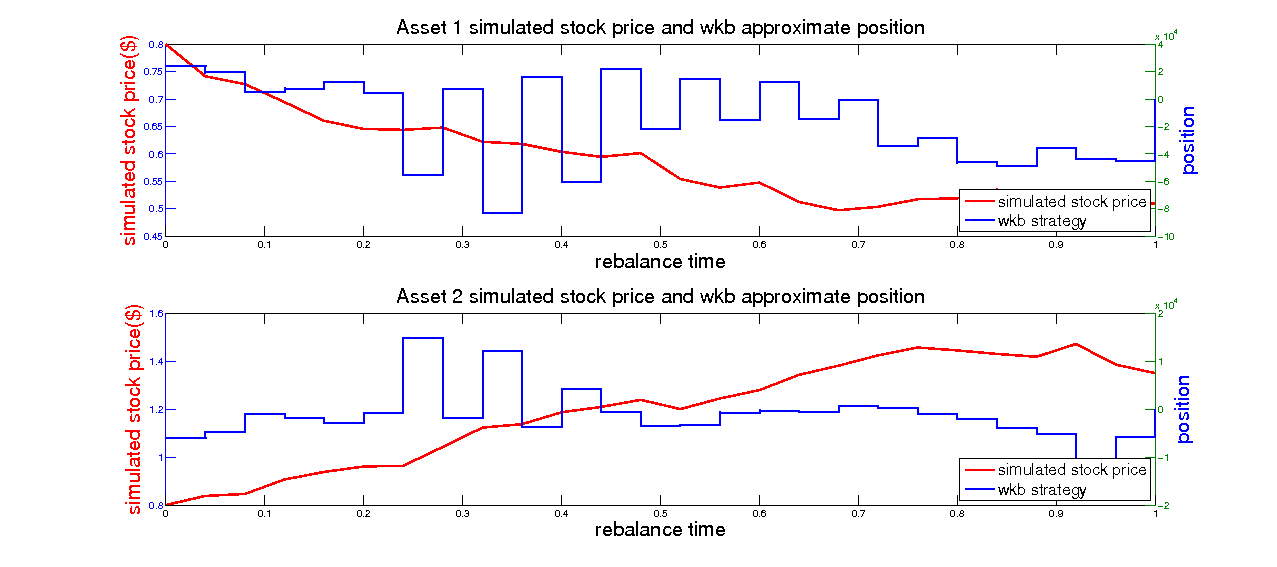 Asset 1 simulated stock price and wkb approximate position
x 10^4
simulated stock price($)
0.8
0.75
0.7
0.65
0.6
0.55
0.5
0.45
4
2
0
-2
-4
-6
-8
-10
position
simulated stock price
wkb strategy
0 0.1 0.2 0.3 0.4 0.5 0.6 0.7 0.8 0.9 1
rebalance time
Asset 2 simulated stock price and wkb approximate position
x 10^4
simulated stock price($)
1.6
1.4
1.2
1
0.8
2
1
0
-1
-2
position
simulated stock price
wkb strategy
0 0.1 0.2 0.3 0.4 0.5 0.6 0.7 0.8 0.9 1
rebalance time